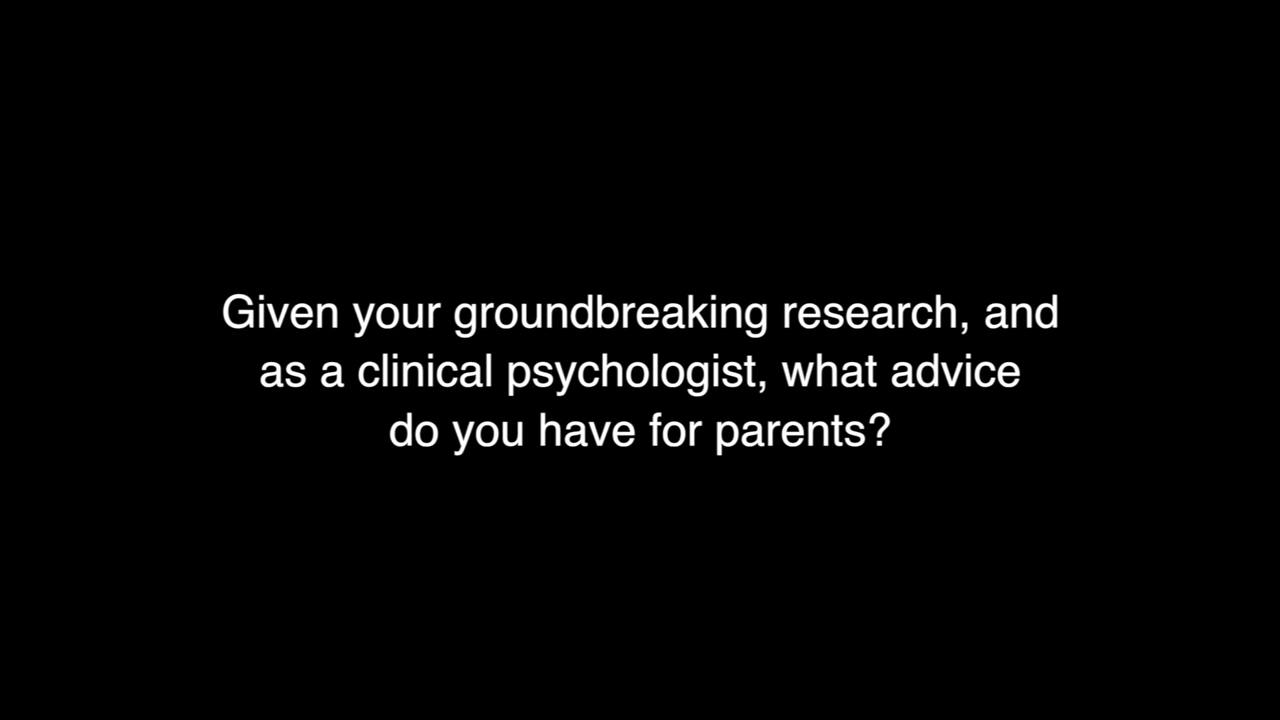 Given your groundbreaking research, and
as a clinical psychologist, what advice
do you have for parents?